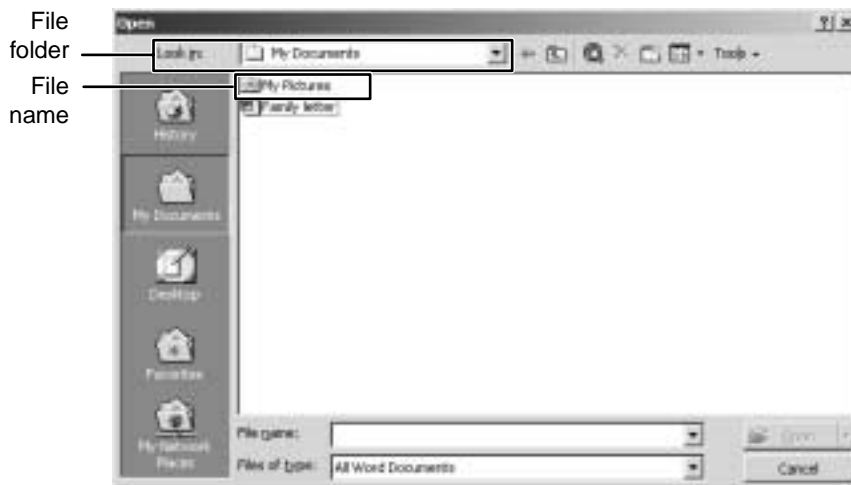 File
folder
File
name
Open
Look in:
My Documents
Tools
My Pictures
Family letter
History
My Documents
Desktop
Favorites
My Network
Places
File name:
Open
Files of type:
All Word Documents
Cancel